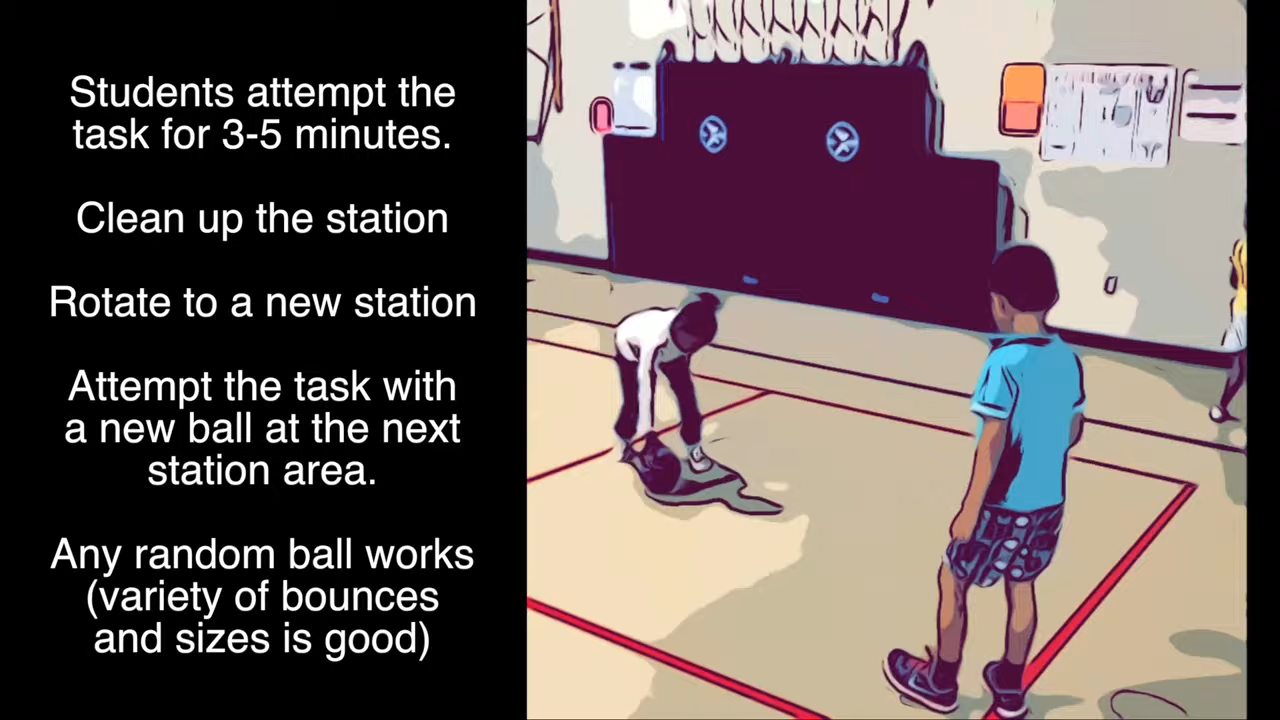 Students attempt the
task for 3-5 minutes.
Clean up the station
Rotate to a new station
Attempt the task with
a new ball at the next
station area.
Any random ball works
(variety of bounces
and sizes is good)